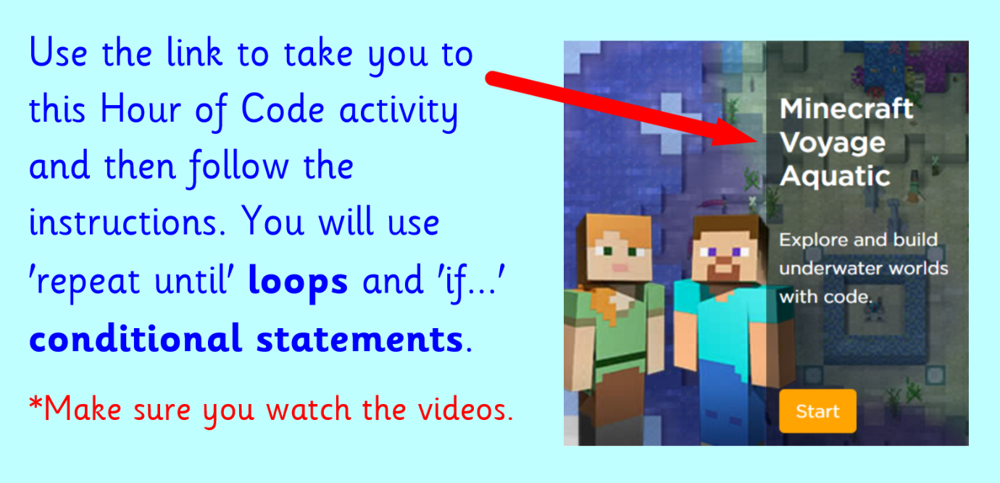 Use the link to take you to
this Hour of Code activity
and then follow the
instructions. You will use
'repeat until' loops and 'if...'
conditional statements.
*Make sure you watch the videos.
Minecraft
Voyage
Aquatic
Explore and build
underwater worlds
with code.
Start